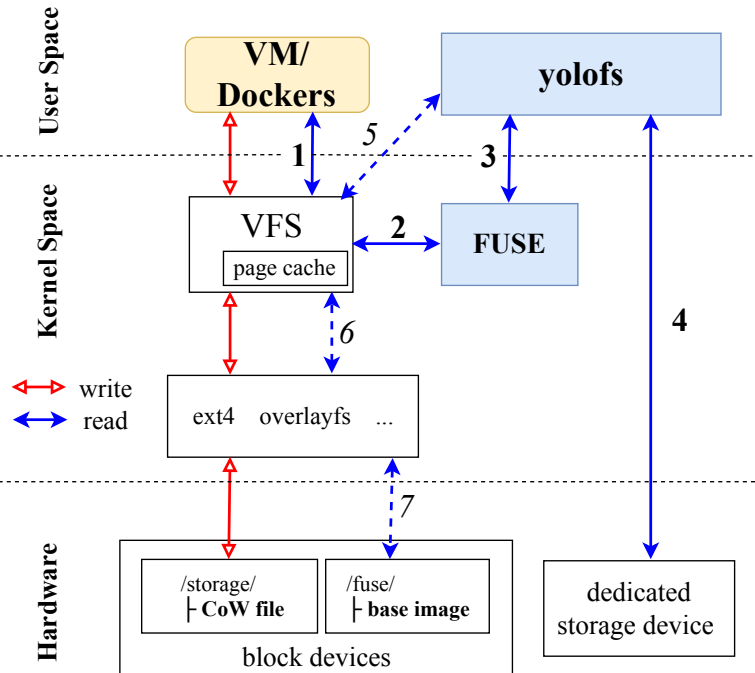 User Space
VM/
Dockers
yolofs
1
5
3
Kernel Space
VFS
page cache
2
FUSE
6
4
write
read
ext4 overlayfs ...
7
Hardware
/storage/
├ CoW file
/fuse/
├ base image
block devices
dedicated
storage device